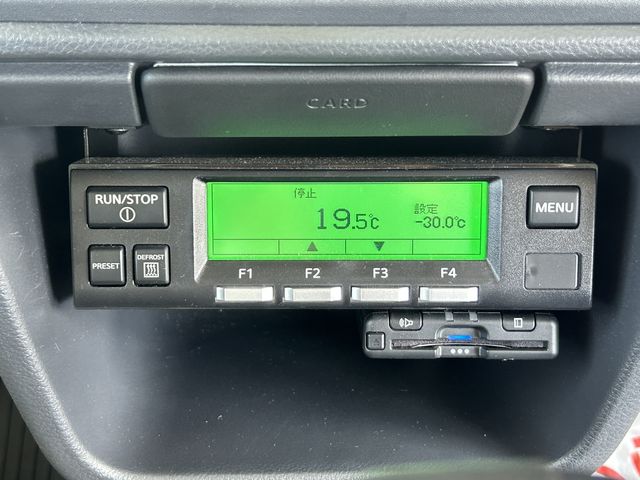 CARD
RUN/STOP
停止
19.5℃
設定
-30.0℃
MENU
PRESET
DEFROST
▲
▼
F1
F2
F3
F4